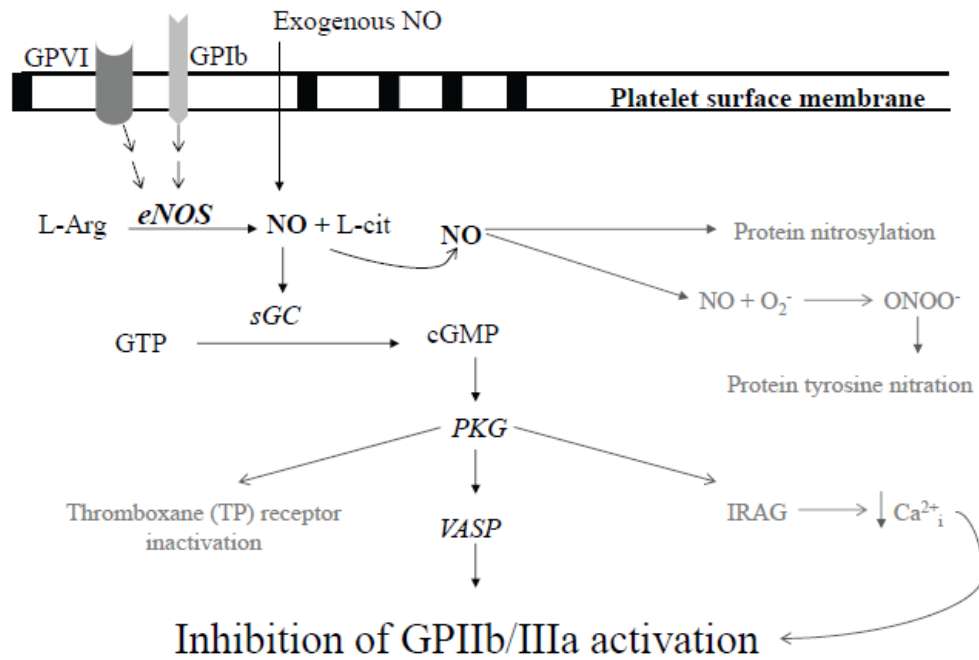 Exogenous NO
GPVI
GPIb
Platelet surface membrane
L-Arg
eNOS
NO + L-cit
NO
Protein nitrosylation
NO + O₂⁻
ONOO⁻
sGC
GTP
cGMP
Protein tyrosine nitration
PKG
Thromboxane (TP) receptor
inactivation
VASP
IRAG
Ca²⁺ᵢ
Inhibition of GPIIb/IIIa activation